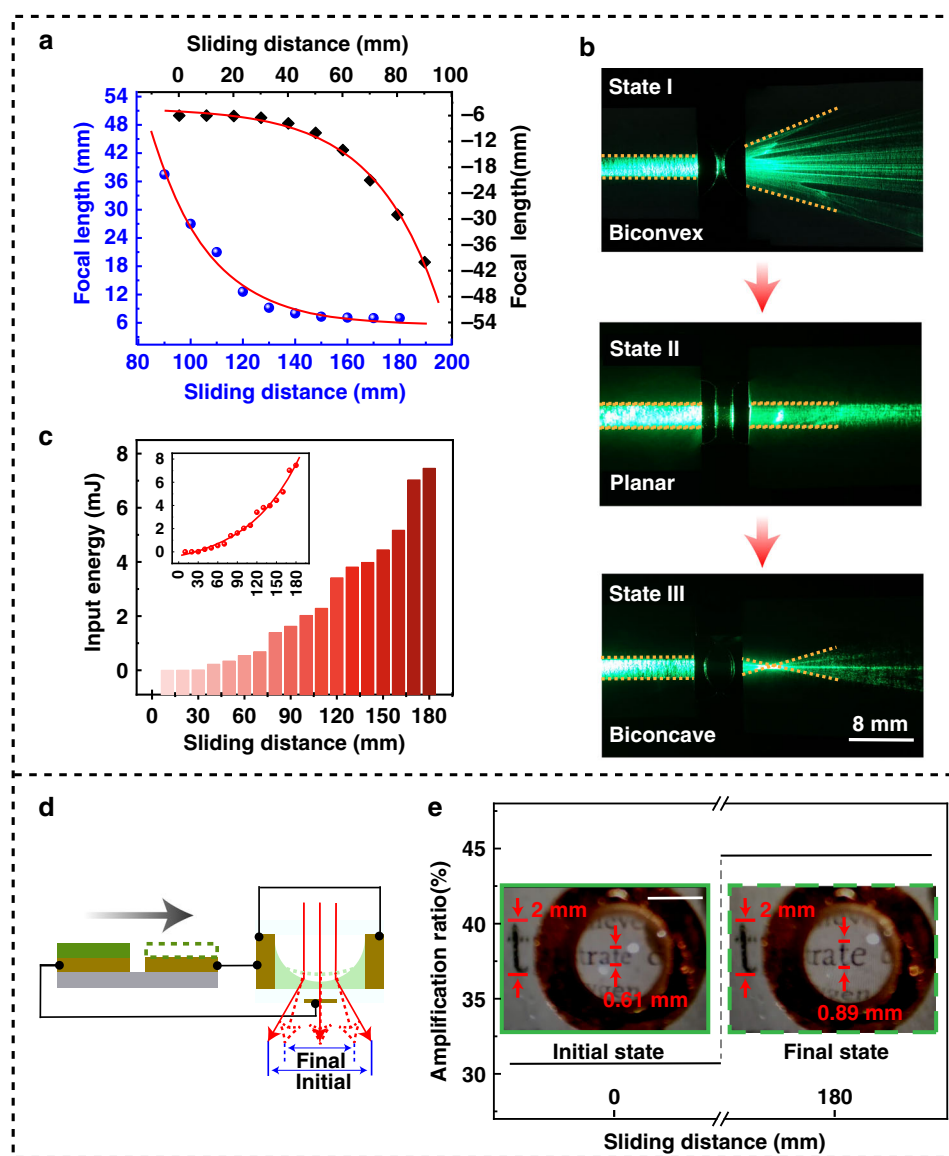 a
Sliding distance (mm)
0 20 40 60 80 100
54
48
42
36
30
24
18
12
6
Focal length (mm)
−6
−12
−18
−24
−30
−36
−42
−48
−54
Focal length(mm)
80 100 120 140 160 180 200
Sliding distance (mm)
b
State I
Biconvex
State II
Planar
State III
Biconcave
8 mm
c
Input energy (mJ)
8
6
4
2
0
8
6
4
2
0
0 30 60 90 120 150 180
0 30 60 90 120 150 180
Sliding distance (mm)
d
Final
Initial
e
Amplification ratio(%)
45
40
35
30
2 mm
t
trate
0.61 mm
Initial state
2 mm
t
trate
0.89 mm
Final state
0 180
Sliding distance (mm)